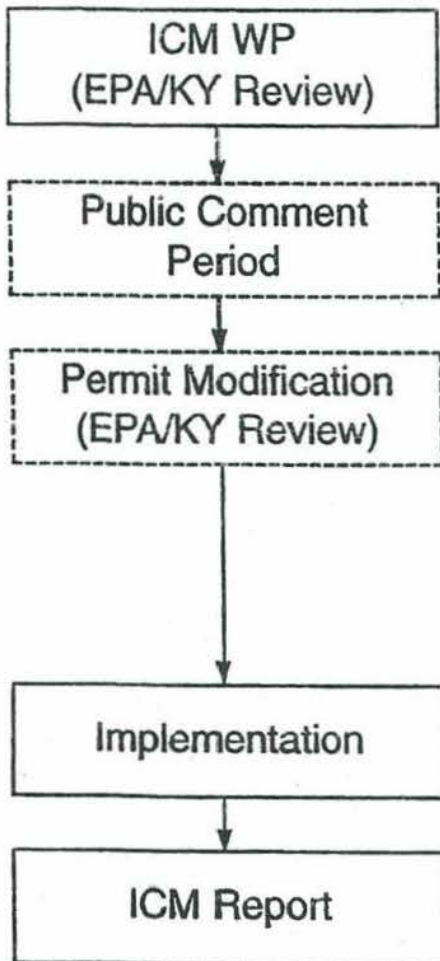 ICM WP
(EPA/KY Review)
Public Comment
Period
Permit Modification
(EPA/KY Review)
Implementation
ICM Report